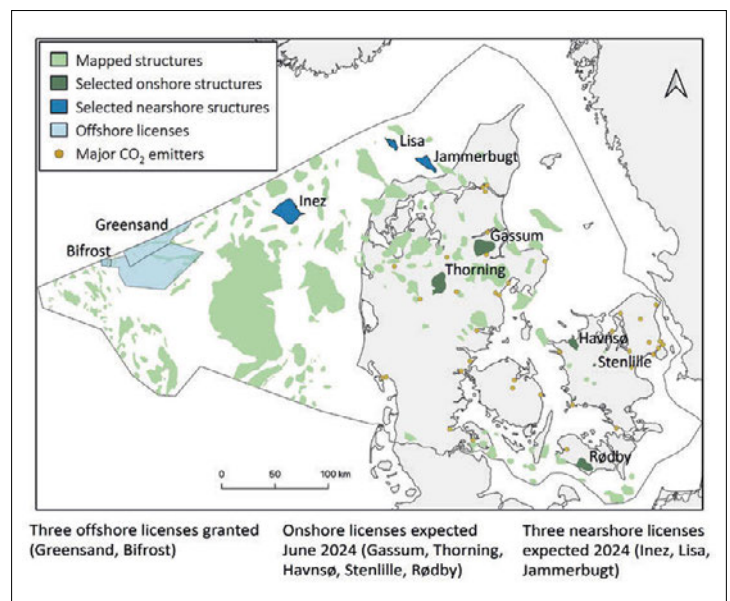 Mapped structures
Selected onshore structures
Selected nearshore sructures
Offshore licenses
Major CO₂ emitters
Lisa
Jammerbugt
Inez
Greensand
Bifrost
Gassum
Thorning
Havnsø
Stenlille
Rødby
0 50 100 km
Three offshore licenses granted
(Greensand, Bifrost)
Onshore licenses expected
June 2024 (Gassum, Thorning,
Havnsø, Stenlille, Rødby)
Three nearshore licenses
expected 2024 (Inez, Lisa,
Jammerbugt)